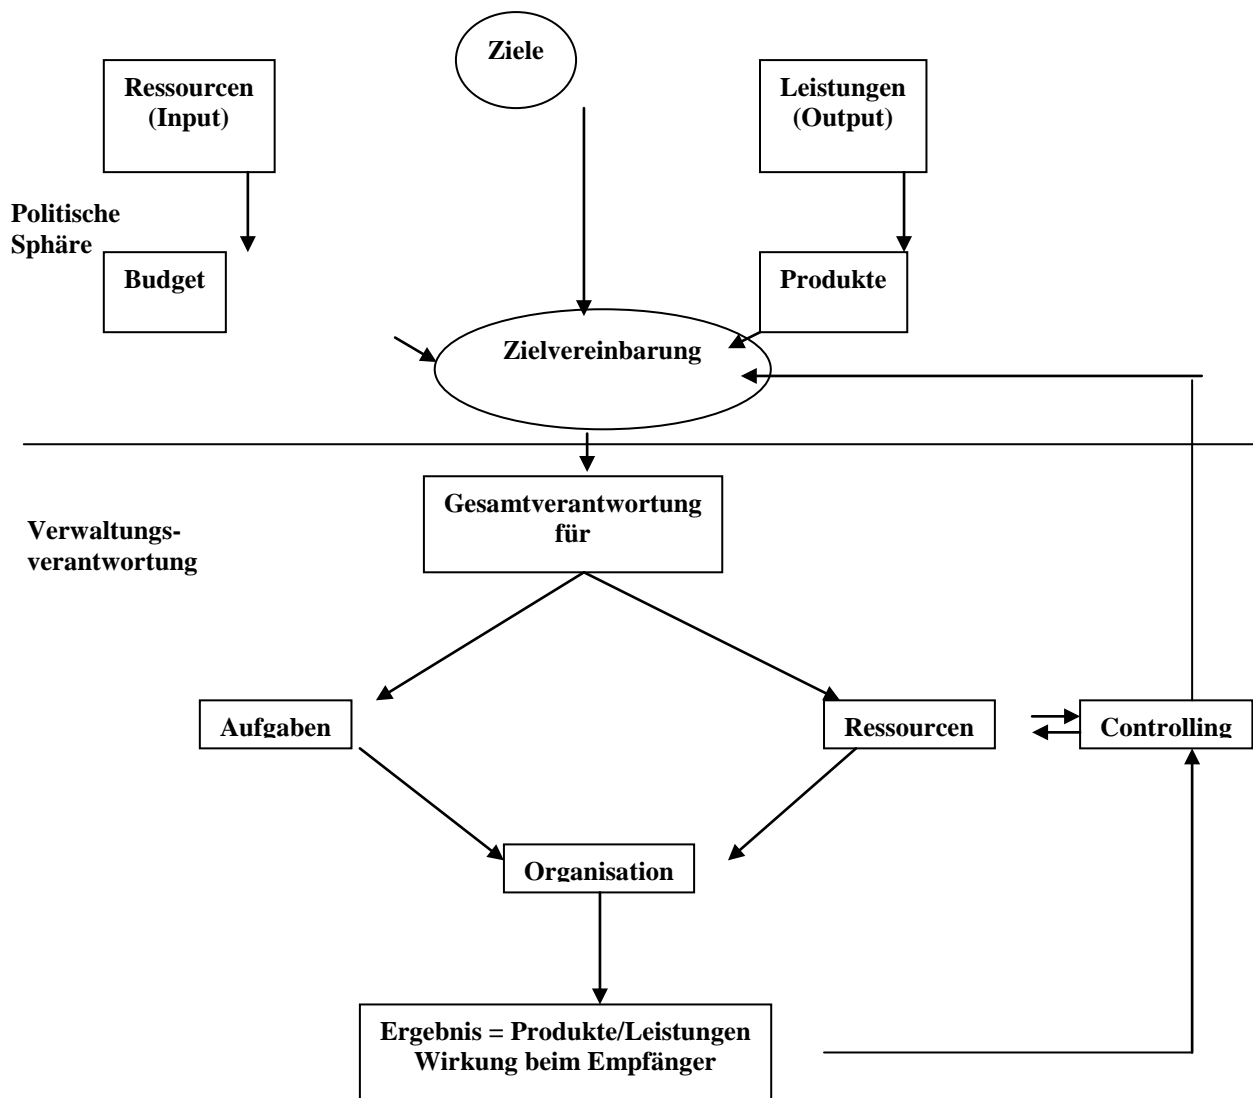 Ziele
Ressourcen
(Input)
Leistungen
(Output)
Politische
Sphäre
Budget
Produkte
Zielvereinbarung
Gesamtverantwortung
für
Verwaltungs-
verantwortung
Aufgaben
Ressourcen
Controlling
Organisation
Ergebnis = Produkte/Leistungen
Wirkung beim Empfänger